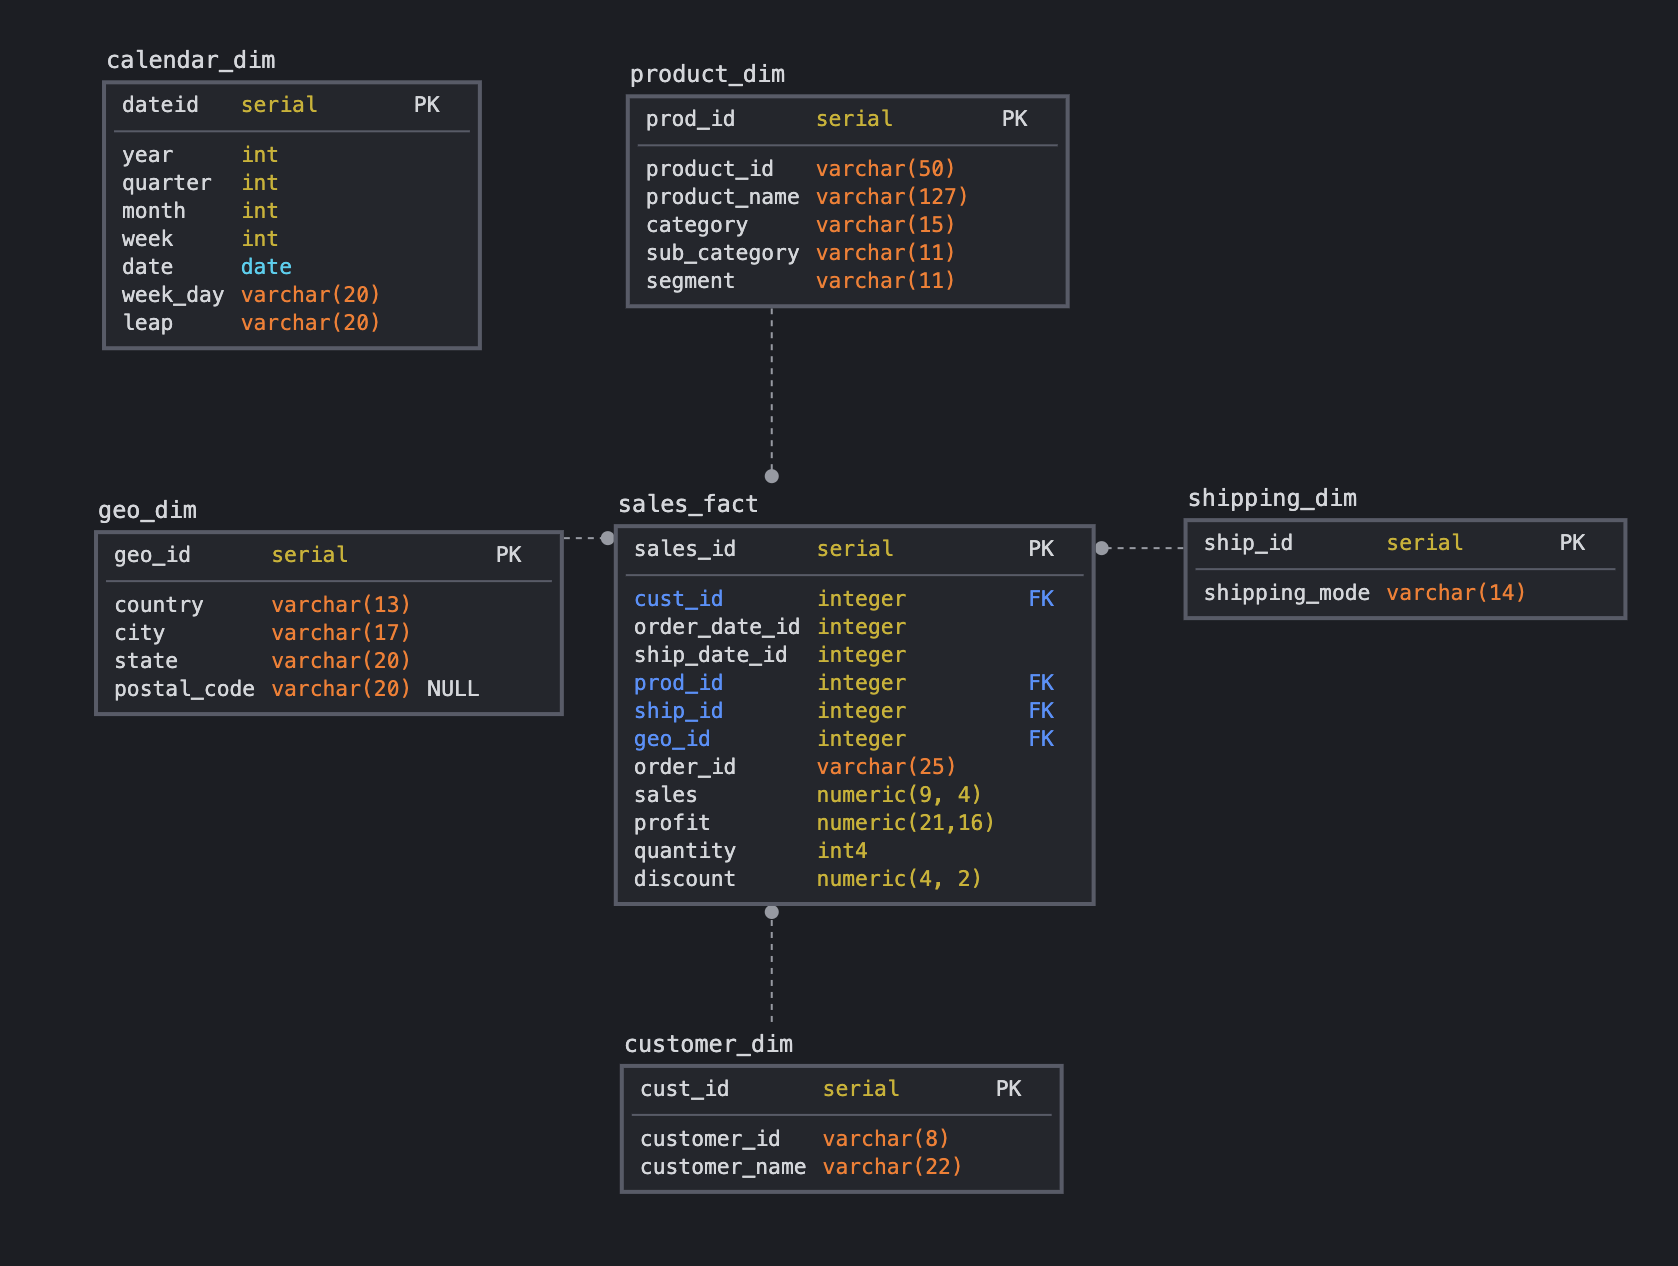 calendar_dim
dateid serial PK
year int
quarter int
month int
week int
date date
week_day varchar(20)
leap varchar(20)
product_dim
prod_id serial PK
product_id varchar(50)
product_name varchar(127)
category varchar(15)
sub_category varchar(11)
segment varchar(11)
geo_dim
geo_id serial PK
country varchar(13)
city varchar(17)
state varchar(20)
postal_code varchar(20) NULL
sales_fact
sales_id serial PK
cust_id integer FK
order_date_id integer
ship_date_id integer
prod_id integer FK
ship_id integer FK
geo_id integer FK
order_id varchar(25)
sales numeric(9, 4)
profit numeric(21,16)
quantity int4
discount numeric(4, 2)
shipping_dim
ship_id serial PK
shipping_mode varchar(14)
customer_dim
cust_id serial PK
customer_id varchar(8)
customer_name varchar(22)